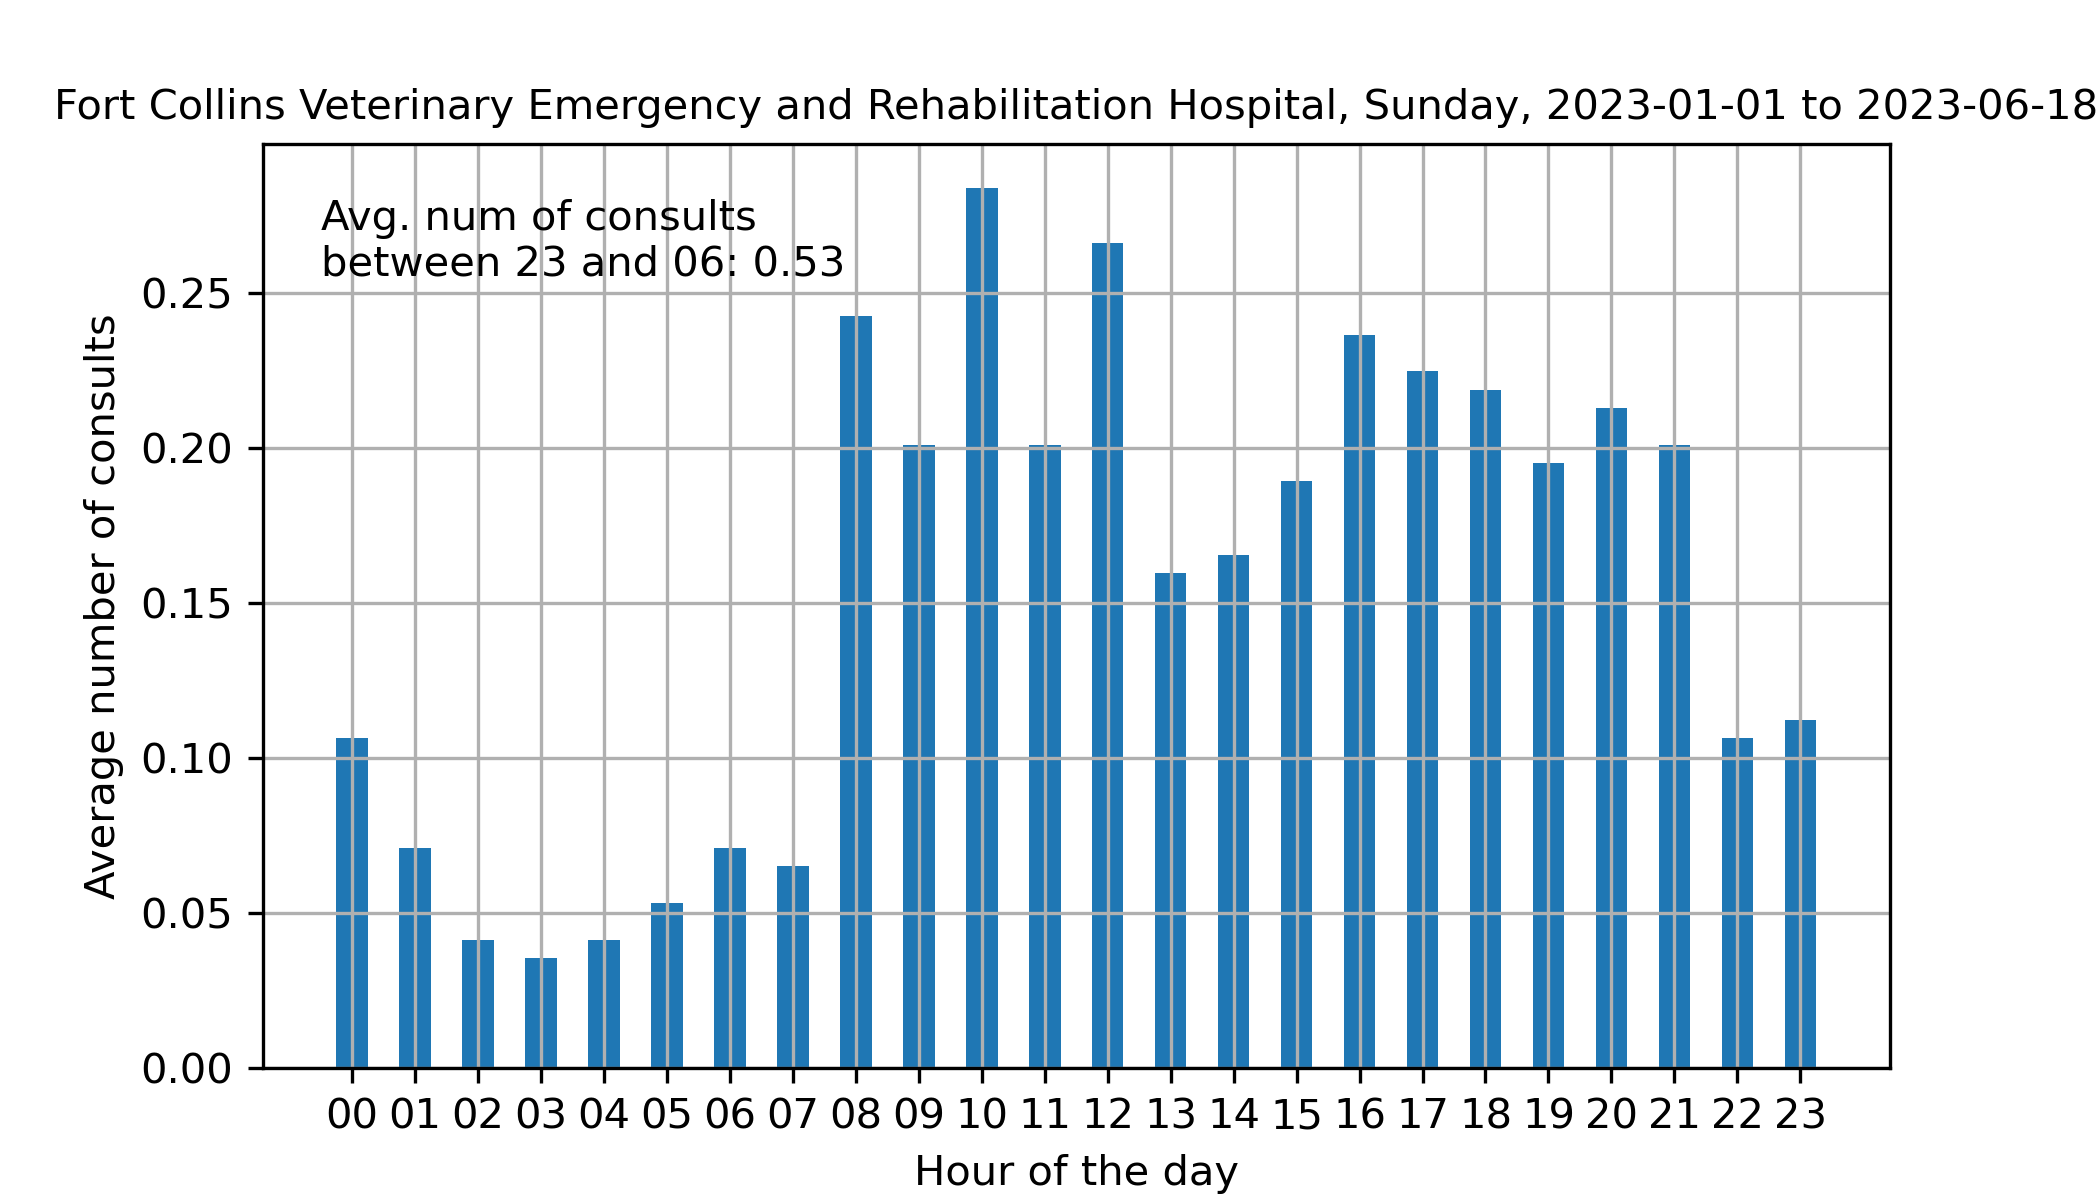 Fort Collins Veterinary Emergency and Rehabilitation Hospital, Sunday, 2023-01-01 to 2023-06-18
Avg. num of consults
between 23 and 06: 0.53
Average number of consults
0.25
0.20
0.15
0.10
0.05
0.00
00 01 02 03 04 05 06 07 08 09 10 11 12 13 14 15 16 17 18 19 20 21 22 23
Hour of the day